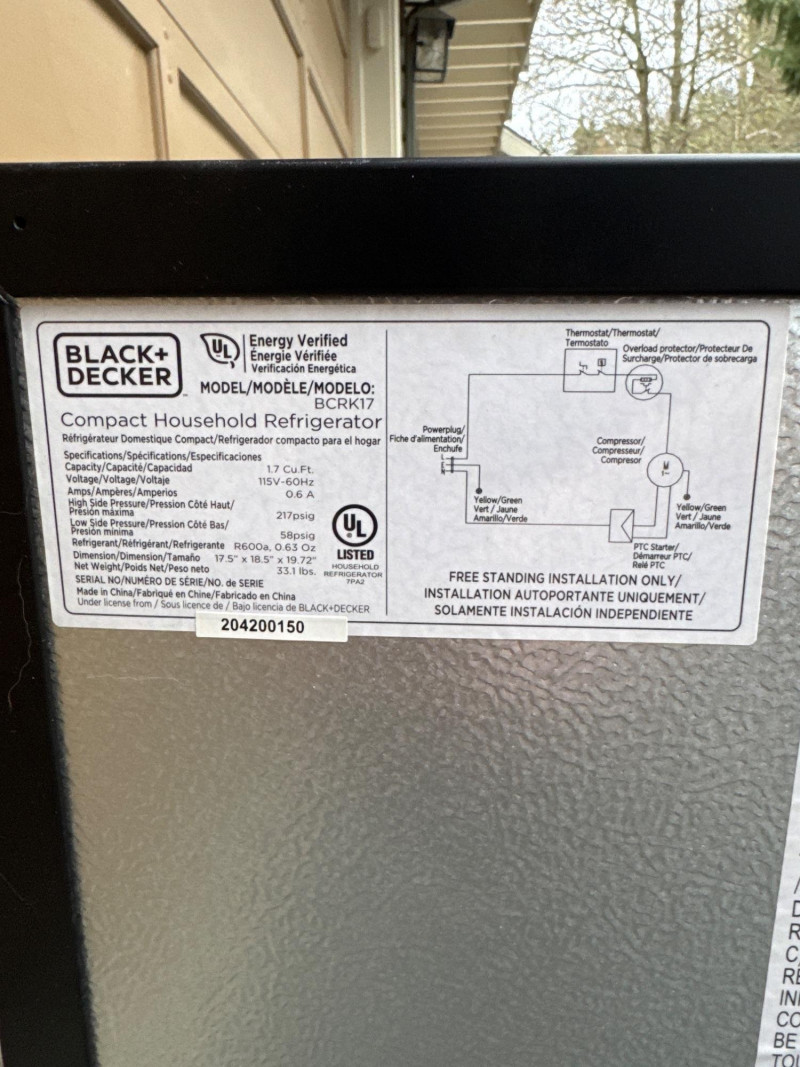 BLACK+
DECKER
UL
Energy Verified
Énergie Vérifiée
Verificación Energética
MODEL/MODÈLE/MODELO:
BCRK17
Compact Household Refrigerator
Réfrigérateur Domestique Compact/Refrigerador compacto para el hogar
Specifications/Spécifications/Especificaciones
Capacity/Capacité/Capacidad 1.7 Cu.Ft.
Voltage/Voltage/Voltaje 115V-60Hz
Amps/Ampères/Amperios 0.6 A
High Side Pressure/Pression Côté Haut/
Presión máxima 217psig
Low Side Pressure/Pression Côté Bas/
Presión mínima 58psig
Refrigerant/Réfrigérant/Refrigerante R600a, 0.63 Oz
Dimension/Dimension/Tamaño 17.5" x 18.5" x 19.72"
Net Weight/Poids Net/Peso neto 33.1 lbs.
SERIAL NO/NUMÉRO DE SÉRIE/NO. de SERIE
Made in China/Fabriqué en Chine/Fabricado en China
Under license from / Sous licence de / Bajo licencia de BLACK+DECKER
204200150
UL
LISTED
HOUSEHOLD
REFRIGERATOR
7PA2
Thermostat/Thermostat/
Termostato
Overload protector/Protecteur De
Surcharge/Protector de sobrecarga
Powerplug/
Fiche d'alimentation/
Enchufe
L
E
N
Compressor/
Compresseur/
Compresor
M
Yellow/Green
Vert / Jaune
Amarillo/Verde
Yellow/Green
Vert / Jaune
Amarillo/Verde
PTC Starter/
Démarreur PTC/
Relé PTC
FREE STANDING INSTALLATION ONLY/
INSTALLATION AUTOPORTANTE UNIQUEMENT/
SOLAMENTE INSTALACIÓN INDEPENDIENTE
/
D
R
C
RE
INI
CO
BE
TOU